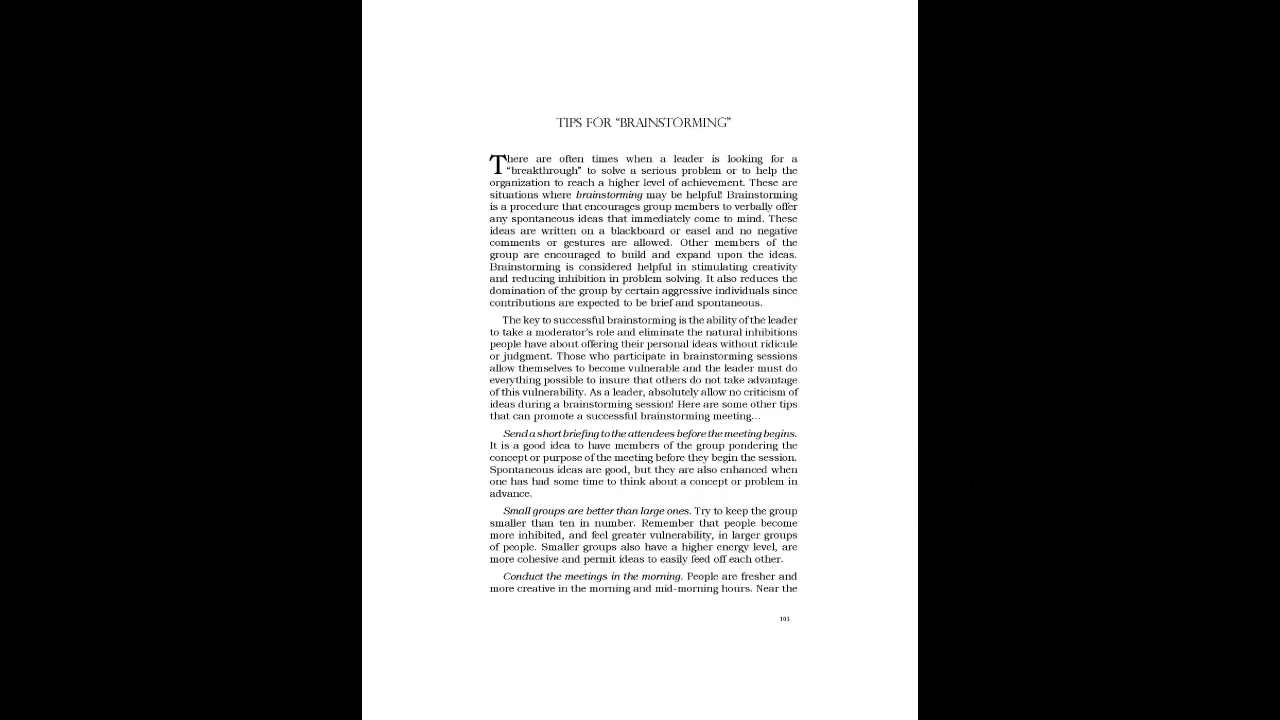 TIPS FOR “BRAINSTORMING”
There are often times when a leader is looking for a
“breakthrough” to solve a serious problem or to help the
organization to reach a higher level of achievement. These are
situations where brainstorming may be helpful! Brainstorming
is a procedure that encourages group members to verbally offer
any spontaneous ideas that immediately come to mind. These
ideas are written on a blackboard or easel and no negative
comments or gestures are allowed. Other members of the
group are encouraged to build and expand upon the ideas.
Brainstorming is considered helpful in stimulating creativity
and reducing inhibition in problem solving. It also reduces the
domination of the group by certain aggressive individuals since
contributions are expected to be brief and spontaneous.
The key to successful brainstorming is the ability of the leader
to take a moderator’s role and eliminate the natural inhibitions
people have about offering their personal ideas without ridicule
or judgment. Those who participate in brainstorming sessions
allow themselves to become vulnerable and the leader must do
everything possible to insure that others do not take advantage
of this vulnerability. As a leader, absolutely allow no criticism of
ideas during a brainstorming session! Here are some other tips
that can promote a successful brainstorming meeting…
Send a short briefing to the attendees before the meeting begins.
It is a good idea to have members of the group pondering the
concept or purpose of the meeting before they begin the session.
Spontaneous ideas are good, but they are also enhanced when
one has had some time to think about a concept or problem in
advance.
Small groups are better than large ones. Try to keep the group
smaller than ten in number. Remember that people become
more inhibited, and feel greater vulnerability, in larger groups
of people. Smaller groups also have a higher energy level, are
more cohesive and permit ideas to easily feed off each other.
Conduct the meetings in the morning. People are fresher and
more creative in the morning and mid-morning hours. Near the
103